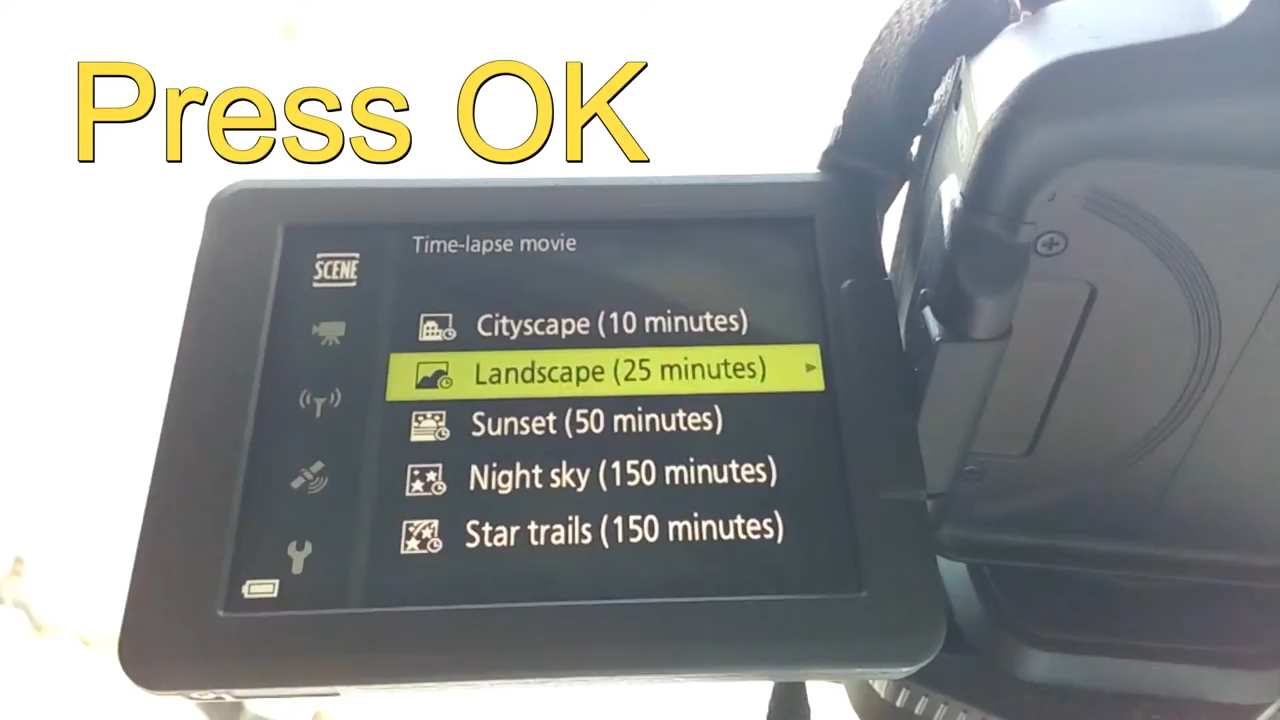 Press OK
SCENE
Time-lapse movie
Cityscape (10 minutes)
Landscape (25 minutes)
Sunset (50 minutes)
Night sky (150 minutes)
Star trails (150 minutes)